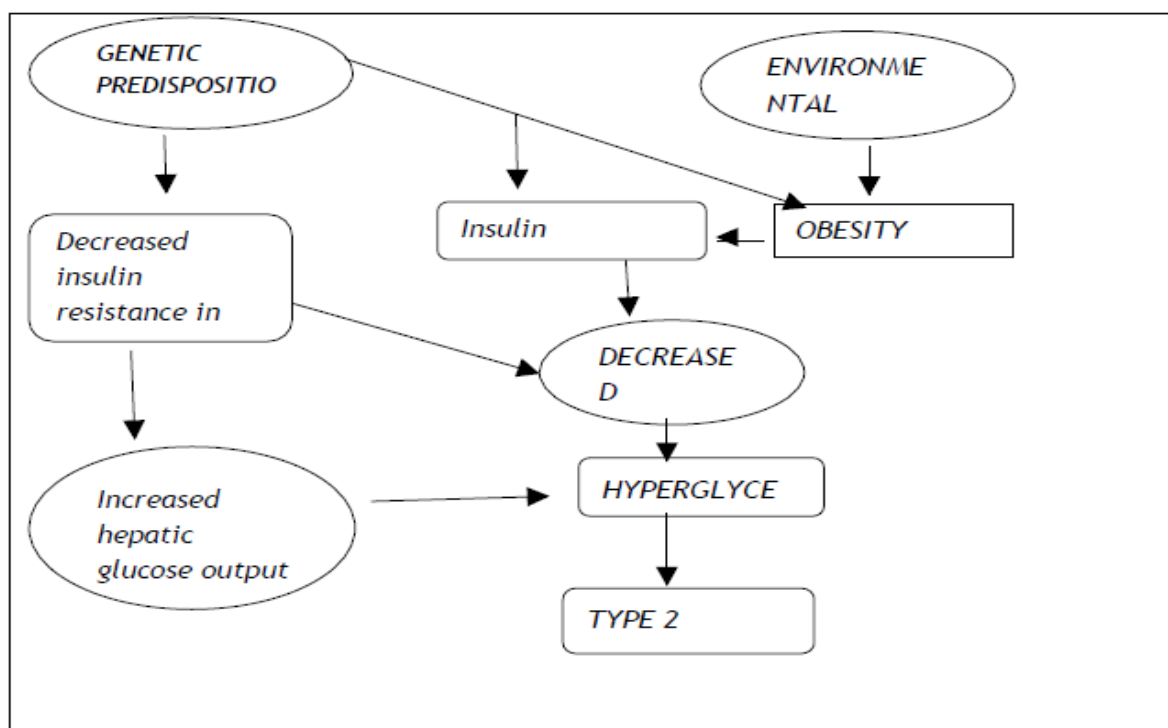 GENETIC
PREDISPOSITIO
ENVIRONME
NTAL
Decreased
insulin
resistance in
Insulin
OBESITY
DECREASE
D
Increased
hepatic
glucose output
HYPERGLYCE
TYPE 2